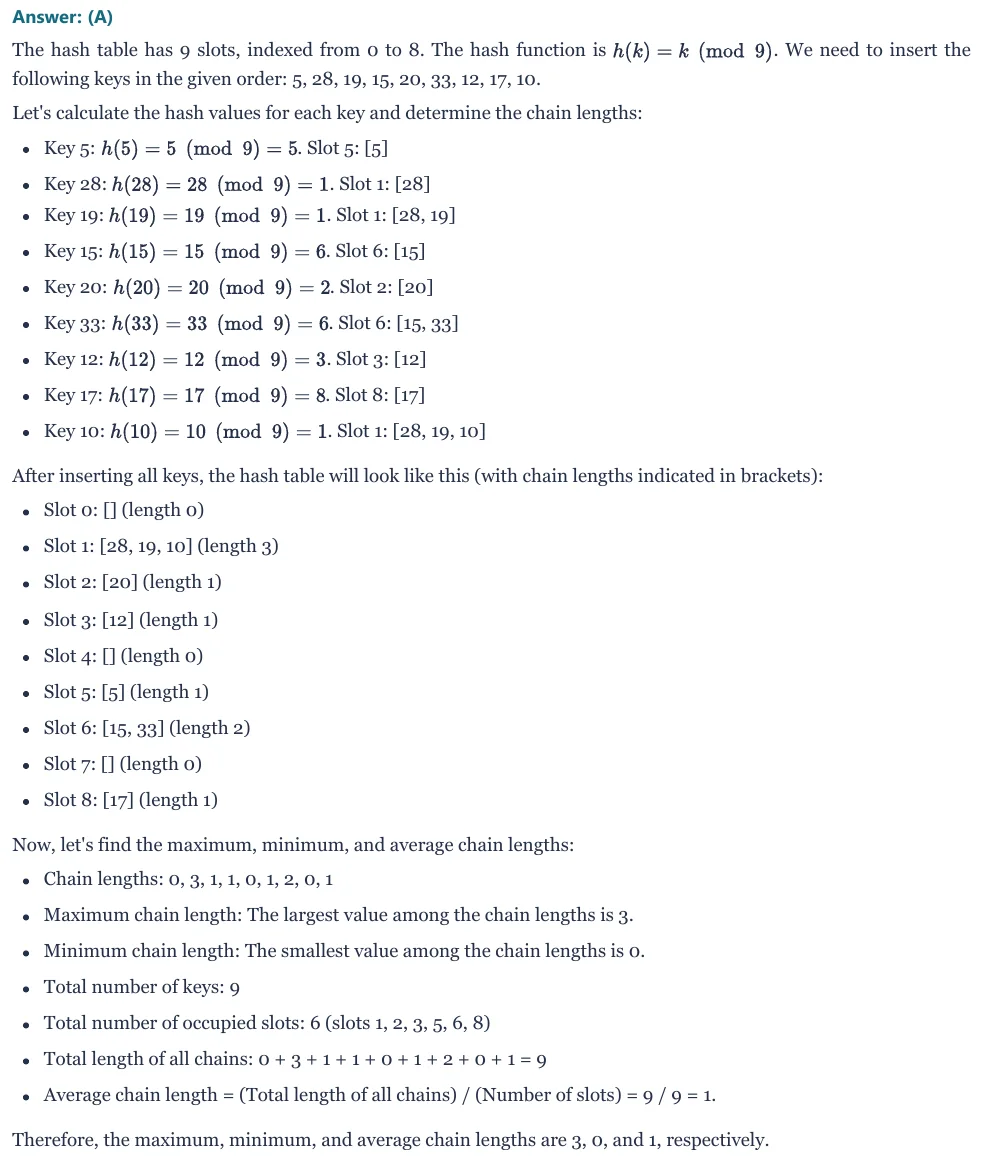 Answer: (A)
The hash table has 9 slots, indexed from 0 to 8. The hash function is h(k) = k (mod 9). We need to insert the
following keys in the given order: 5, 28, 19, 15, 20, 33, 12, 17, 10.
Let's calculate the hash values for each key and determine the chain lengths:
• Key 5: h(5) = 5 (mod 9) = 5. Slot 5: [5]
• Key 28: h(28) = 28 (mod 9) = 1. Slot 1: [28]
• Key 19: h(19) = 19 (mod 9) = 1. Slot 1: [28, 19]
• Key 15: h(15) = 15 (mod 9) = 6. Slot 6: [15]
• Key 20: h(20) = 20 (mod 9) = 2. Slot 2: [20]
• Key 33: h(33) = 33 (mod 9) = 6. Slot 6: [15, 33]
• Key 12: h(12) = 12 (mod 9) = 3. Slot 3: [12]
• Key 17: h(17) = 17 (mod 9) = 8. Slot 8: [17]
• Key 10: h(10) = 10 (mod 9) = 1. Slot 1: [28, 19, 10]
After inserting all keys, the hash table will look like this (with chain lengths indicated in brackets):
• Slot 0: [] (length 0)
• Slot 1: [28, 19, 10] (length 3)
• Slot 2: [20] (length 1)
• Slot 3: [12] (length 1)
• Slot 4: [] (length 0)
• Slot 5: [5] (length 1)
• Slot 6: [15, 33] (length 2)
• Slot 7: [] (length 0)
• Slot 8: [17] (length 1)
Now, let's find the maximum, minimum, and average chain lengths:
• Chain lengths: 0, 3, 1, 1, 0, 1, 2, 0, 1
• Maximum chain length: The largest value among the chain lengths is 3.
• Minimum chain length: The smallest value among the chain lengths is 0.
• Total number of keys: 9
• Total number of occupied slots: 6 (slots 1, 2, 3, 5, 6, 8)
• Total length of all chains: 0 + 3 + 1 + 1 + 0 + 1 + 2 + 0 + 1 = 9
• Average chain length = (Total length of all chains) / (Number of slots) = 9 / 9 = 1.
Therefore, the maximum, minimum, and average chain lengths are 3, 0, and 1, respectively.